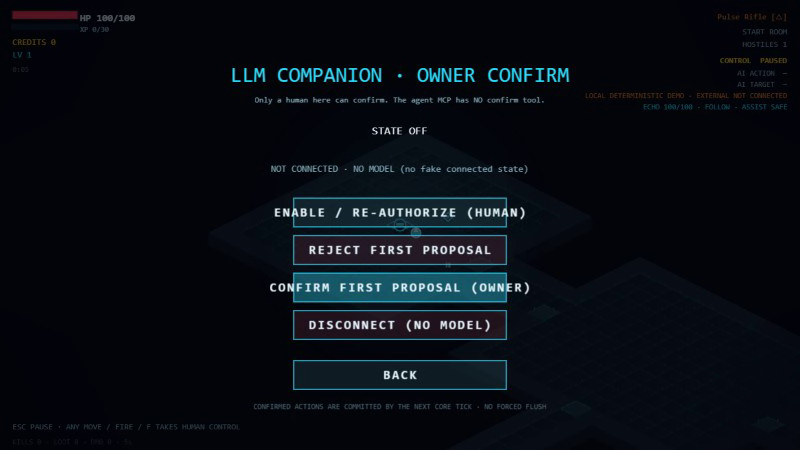 HP 100/100
XP 0/30
CREDITS 0
LV 1
0:00
Pulse Rifle [△]
START ROOM
HOSTILES 1
CONTROL PAUSED
AI ACTION —
AI TARGET —
LOCAL DETERMINISTIC DEMO - EXTERNAL NOT CONNECTED
ECHO 100/100 · FOLLOW · ASSIST SAFE
LLM COMPANION · OWNER CONFIRM
Only a human here can confirm. The agent MCP has NO confirm tool.
STATE OFF
NOT CONNECTED · NO MODEL (no fake connected state)
ENABLE / RE-AUTHORIZE (HUMAN)
REJECT FIRST PROPOSAL
CONFIRM FIRST PROPOSAL (OWNER)
DISCONNECT (NO MODEL)
BACK
CONFIRMED ACTIONS ARE COMMITTED BY THE NEXT CORE TICK · NO FORCED FLUSH
ESC PAUSE · ANY MOVE / FIRE / F TAKES HUMAN CONTROL
KILLS 0